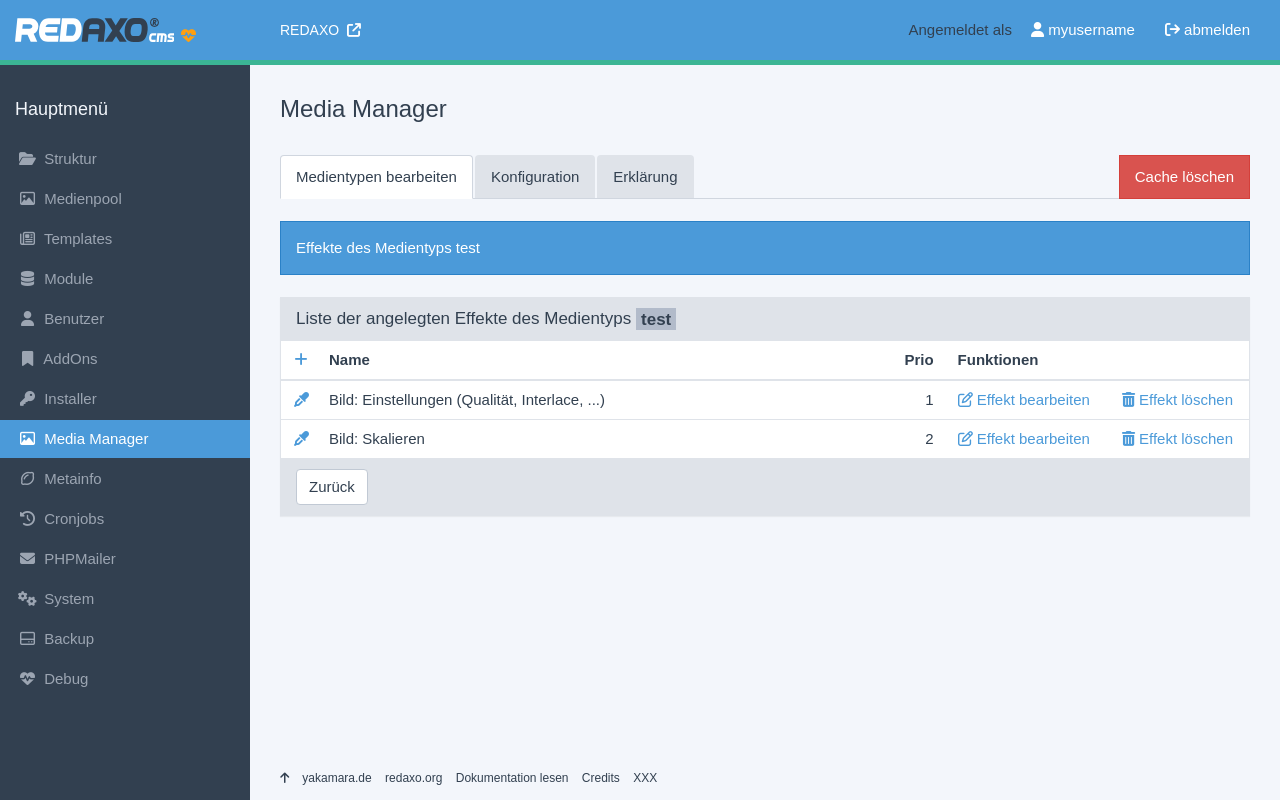 REDAXO® cms
REDAXO
Angemeldet als myusername abmelden
Hauptmenü
Struktur
Medienpool
Templates
Module
Benutzer
AddOns
Installer
Media Manager
Metainfo
Cronjobs
PHPMailer
System
Backup
Debug
Media Manager
Medientypen bearbeiten Konfiguration Erklärung Cache löschen
Effekte des Medientyps test
Liste der angelegten Effekte des Medientyps test
Name Prio Funktionen
Bild: Einstellungen (Qualität, Interlace, ...) 1 Effekt bearbeiten Effekt löschen
Bild: Skalieren 2 Effekt bearbeiten Effekt löschen
Zurück
yakamara.de redaxo.org Dokumentation lesen Credits XXX